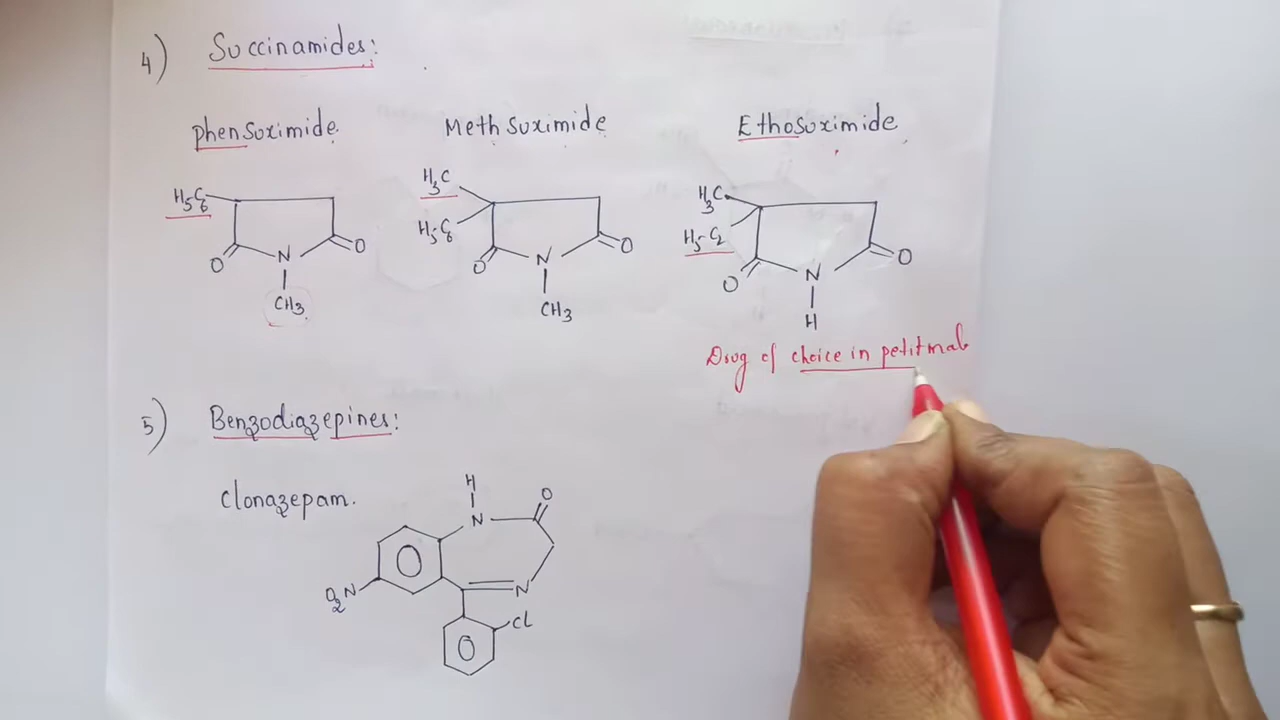 4) Succinamides:
phensuximide.
Methsuximide
Ethosuximide
H5C6
O
N
O
CH3
H3C
H5C6
O
N
O
CH3
H3C
H5C2
O
N
O
H
Drug of choice in petitmal
5) Benzodiazepines:
clonazepam.
H
N
O
N
O2N
Cl